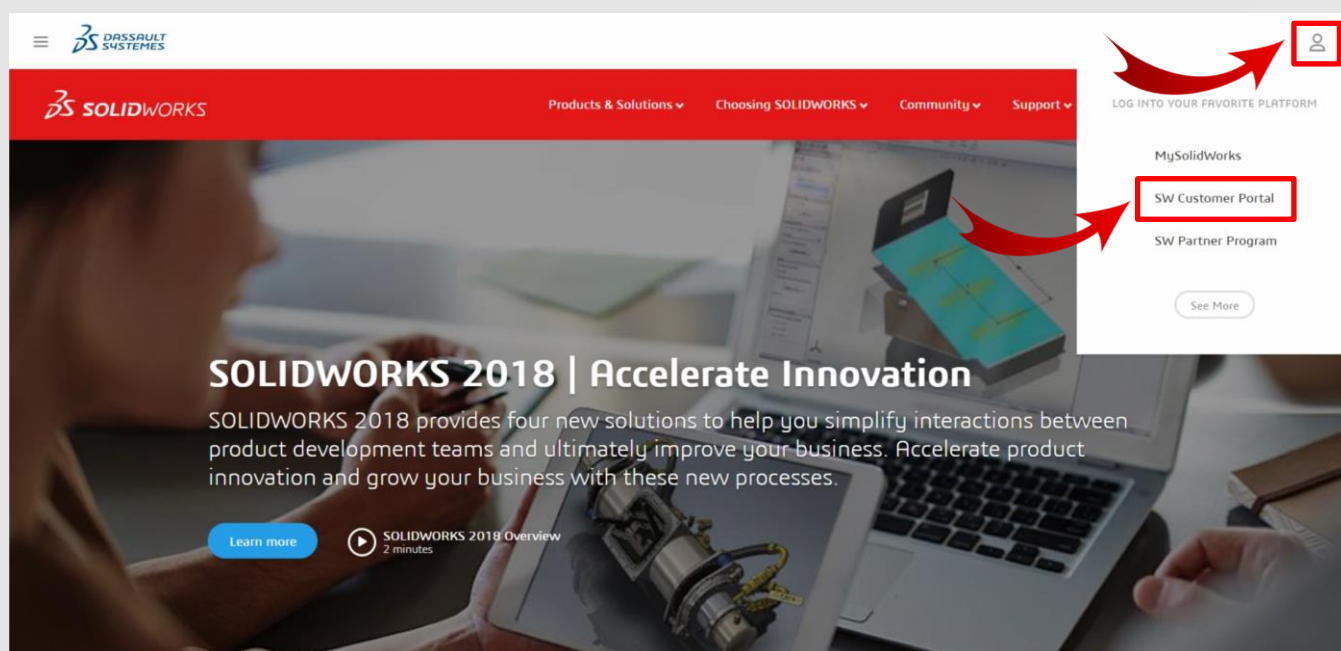 DASSAULT
SYSTEMES
SOLIDWORKS
Products & Solutions
Choosing SOLIDWORKS
Community
Support
LOG INTO YOUR FAVORITE PLATFORM
MySolidWorks
SW Customer Portal
SW Partner Program
See More
SOLIDWORKS 2018 | Accelerate Innovation
SOLIDWORKS 2018 provides four new solutions to help you simplify interactions between
product development teams and ultimately improve your business. Accelerate product
innovation and grow your business with these new processes.
Learn more
SOLIDWORKS 2018 Overview
2 minutes